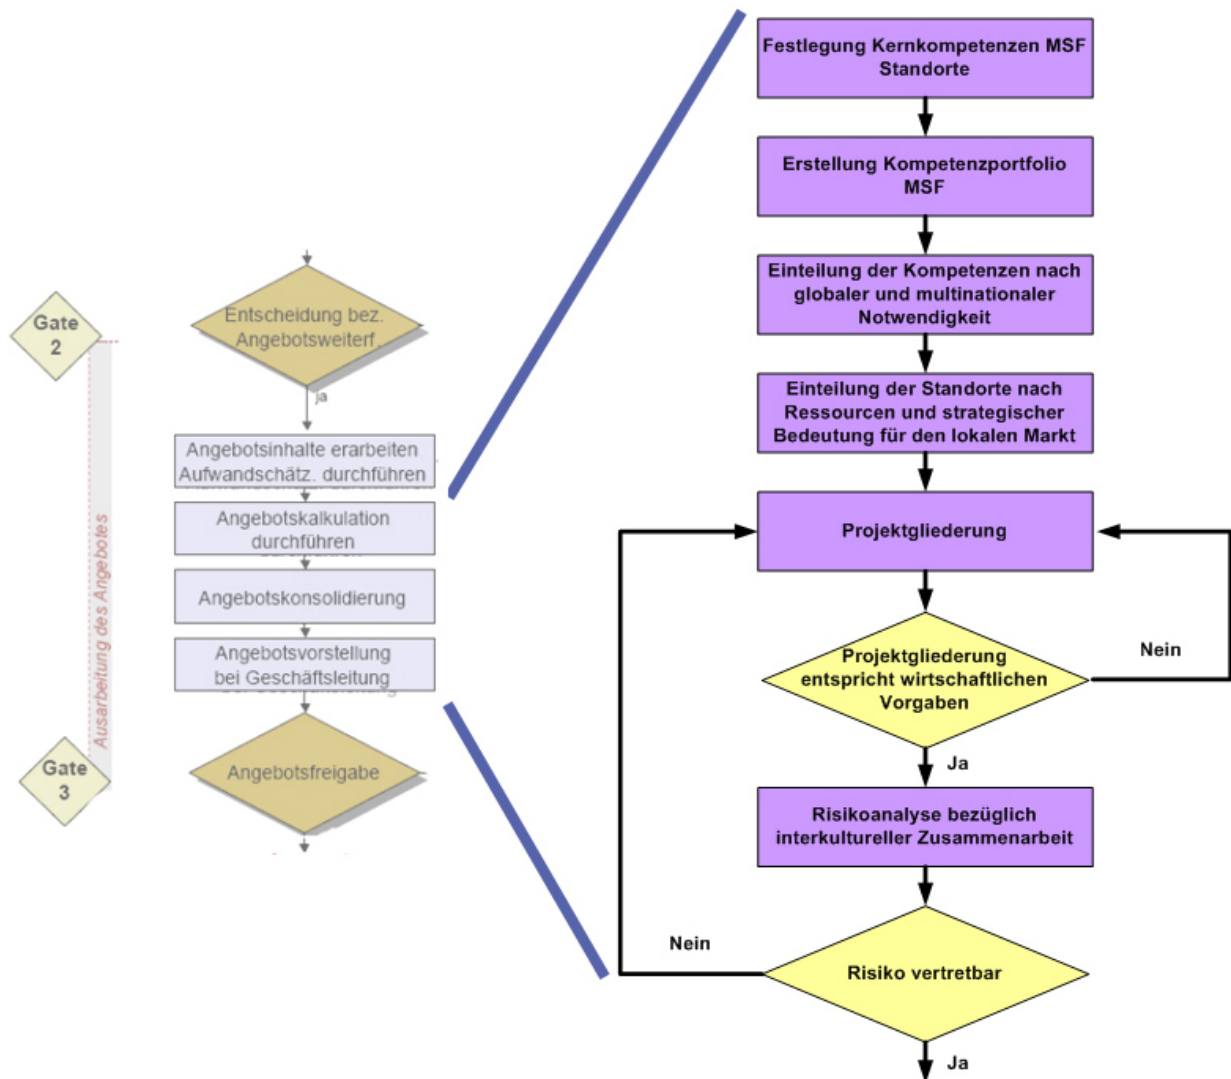 Gate
2
Ausarbeitung des Angebotes
Gate
3
Entscheidung bez.
Angebotsweiterf.
ja
Angebotsinhalte erarbeiten
Aufwandschätz. durchführen
Angebotskalkulation
durchführen
Angebotskonsolidierung
Angebotsvorstellung
bei Geschäftsleitung
Angebotsfreigabe
Festlegung Kernkompetenzen MSF
Standorte
Erstellung Kompetenzportfolio
MSF
Einteilung der Kompetenzen nach
globaler und multinationaler
Notwendigkeit
Einteilung der Standorte nach
Ressourcen und strategischer
Bedeutung für den lokalen Markt
Projektgliederung
Projektgliederung
entspricht wirtschaftlichen
Vorgaben
Nein
Ja
Risikoanalyse bezüglich
interkultureller Zusammenarbeit
Nein
Risiko vertretbar
Ja